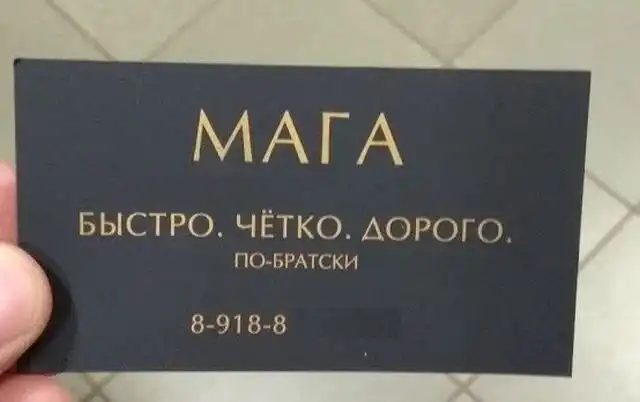 МАГА
БЫСТРО. ЧЁТКО. ДОРОГО.
ПО-БРАТСКИ
8-918-8